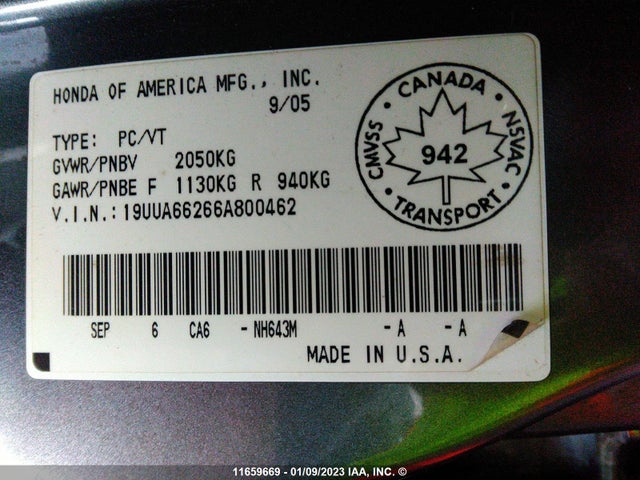 HONDA OF AMERICA MFG., INC.
9/05
TYPE: PC/VT
GVWR/PNBV 2050KG
GAWR/PNBE F 1130KG R 940KG
V.I.N.: 19UUA66266A800462
CANADA
CMVSS
NSVAC
942
TRANSPORT
SEP 6 CA6 -NH643M -A -A
MADE IN U.S.A.
11659669 - 01/09/2023 IAA, INC. ©